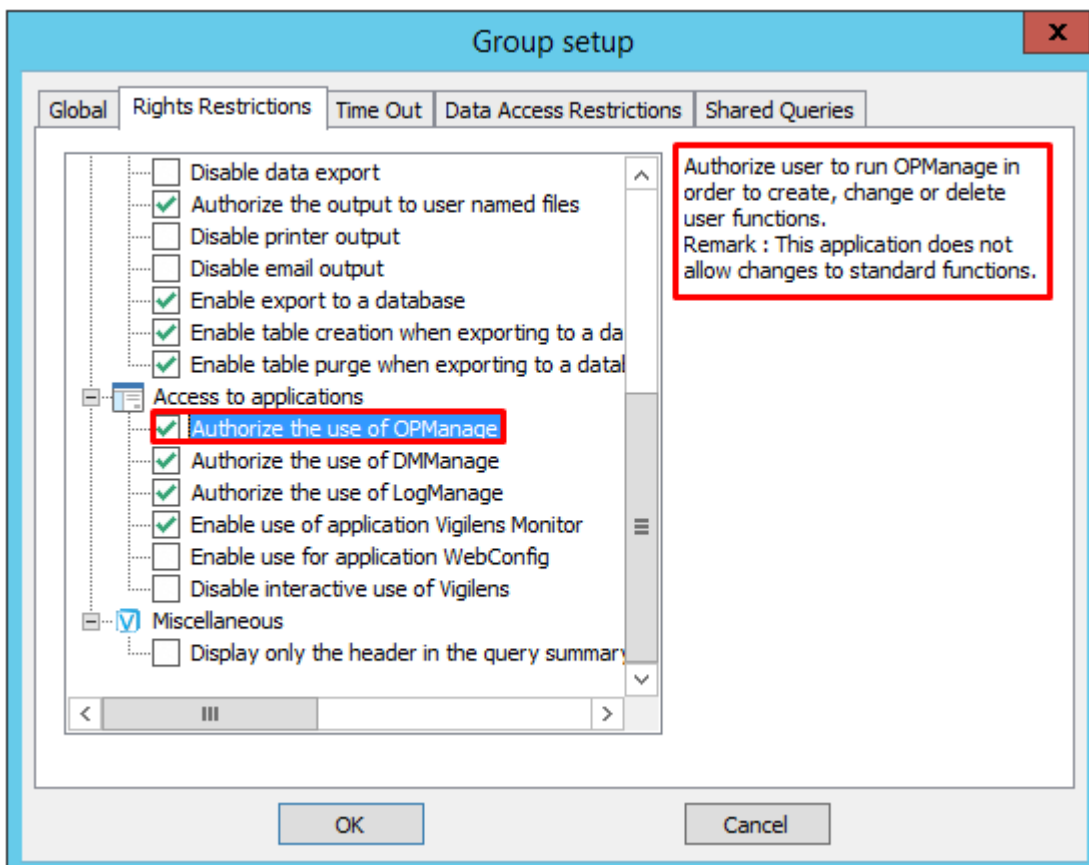 Group setup
x
Global Rights Restrictions Time Out Data Access Restrictions Shared Queries
Disable data export
Authorize the output to user named files
Disable printer output
Disable email output
Enable export to a database
Enable table creation when exporting to a da
Enable table purge when exporting to a datal
Access to applications
Authorize the use of OPManage
Authorize the use of DMManage
Authorize the use of LogManage
Enable use of application Vigilens Monitor
Enable use for application WebConfig
Disable interactive use of Vigilens
Miscellaneous
Display only the header in the query summary
Authorize user to run OPManage in
order to create, change or delete
user functions.
Remark : This application does not
allow changes to standard functions.
OK Cancel